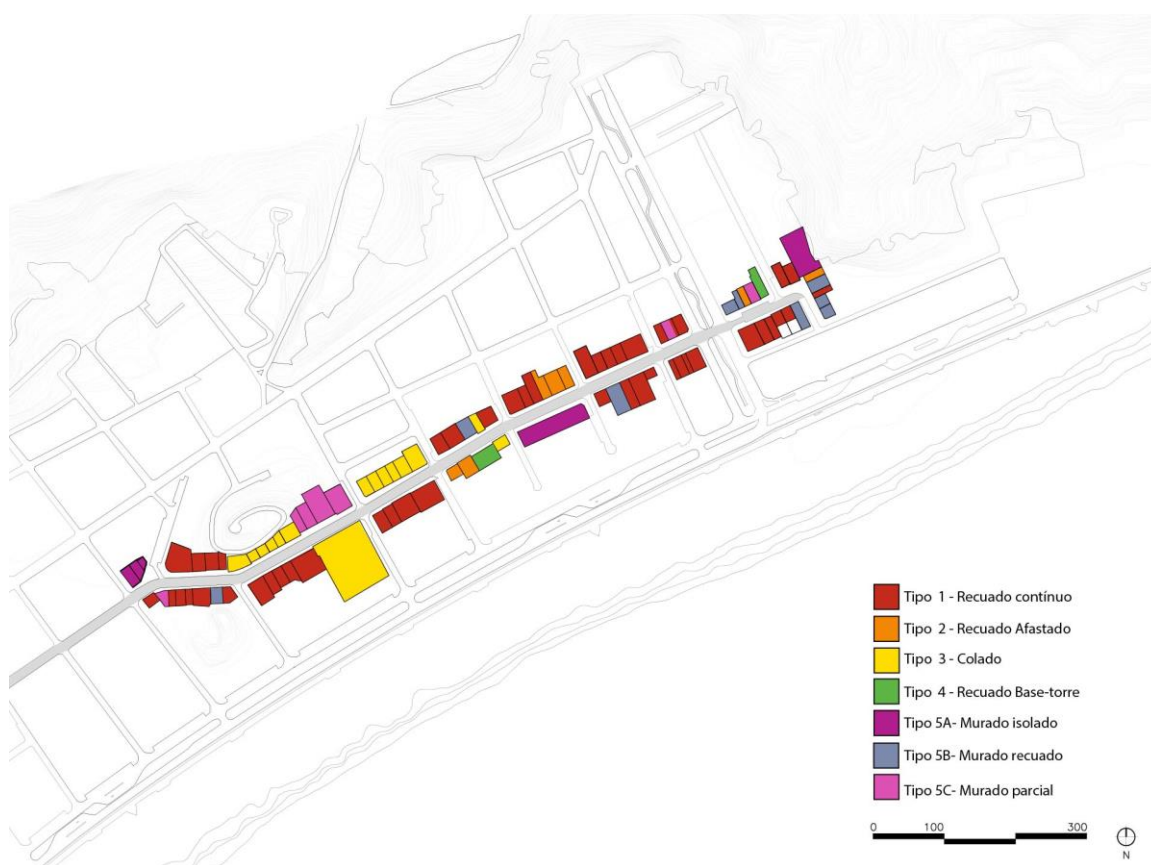 Tipo 1 - Recuado contínuo
Tipo 2 - Recuado Afastado
Tipo 3 - Colado
Tipo 4 - Recuado Base-torre
Tipo 5A- Murado isolado
Tipo 5B- Murado recuado
Tipo 5C- Murado parcial
0 100 300
N